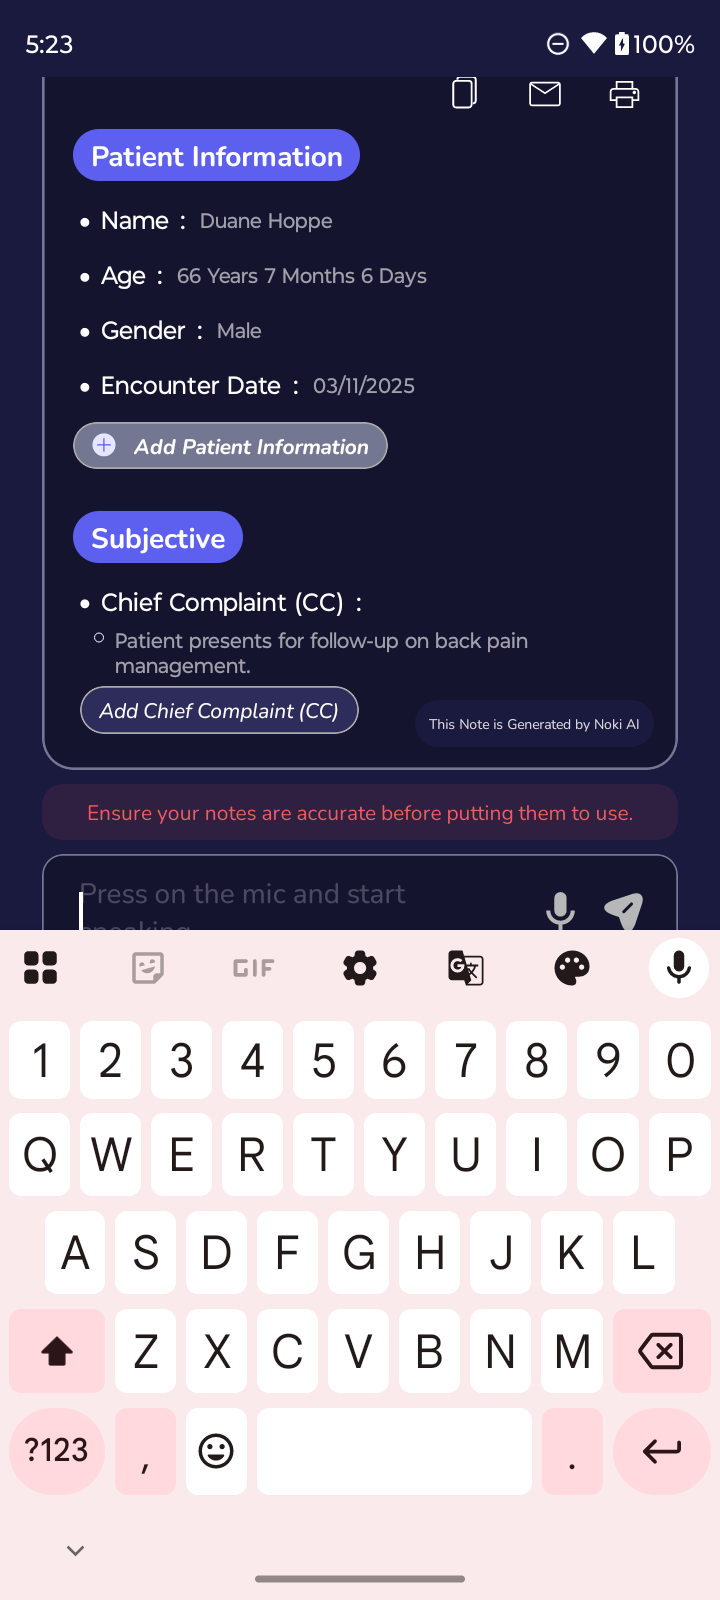 5:23
100%
Patient Information
• Name : Duane Hoppe
• Age : 66 Years 7 Months 6 Days
• Gender : Male
• Encounter Date : 03/11/2025
Add Patient Information
Subjective
• Chief Complaint (CC) :
○ Patient presents for follow-up on back pain
management.
Add Chief Complaint (CC)
This Note is Generated by Noki AI
Ensure your notes are accurate before putting them to use.
Press on the mic and start
speaking
GIF
1 2 3 4 5 6 7 8 9 0
Q W E R T Y U I O P
A S D F G H J K L
Z X C V B N M
?123 , .